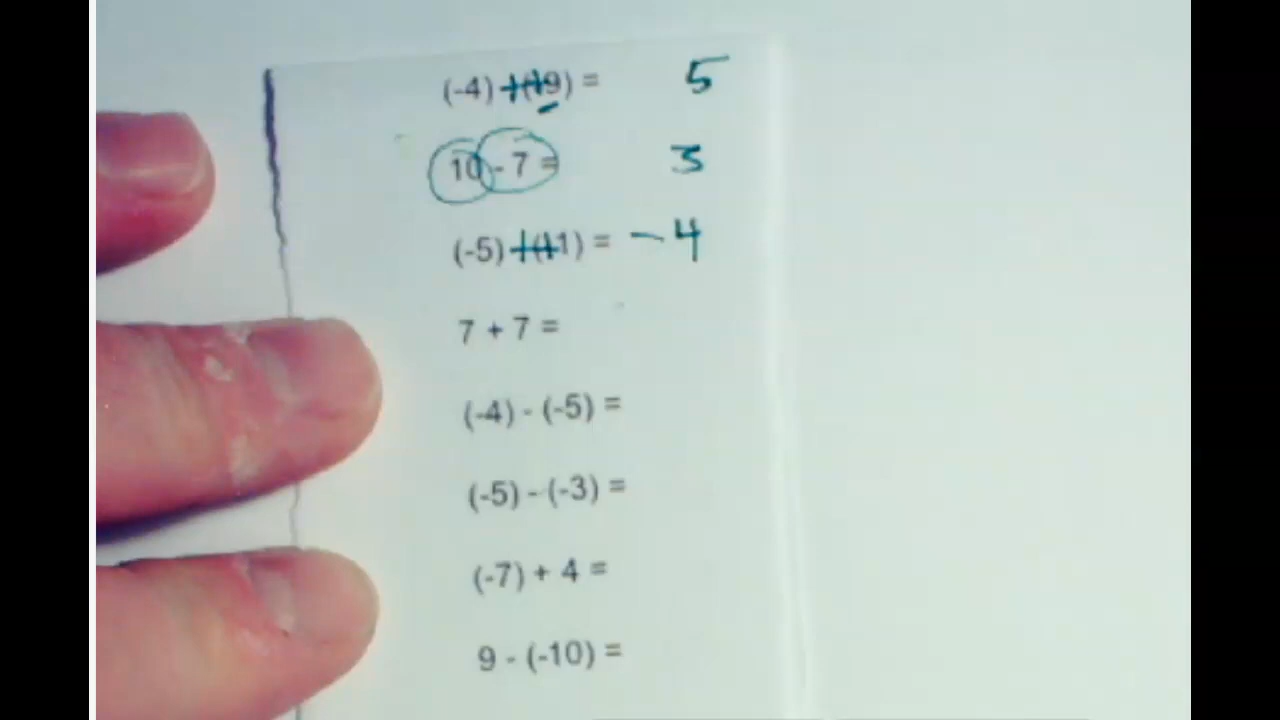 (-4) +(+9) = 5
10 - 7 = 3
(-5) +(+1) = -4
7 + 7 =
(-4) - (-5) =
(-5) - (-3) =
(-7) + 4 =
9 - (-10) =